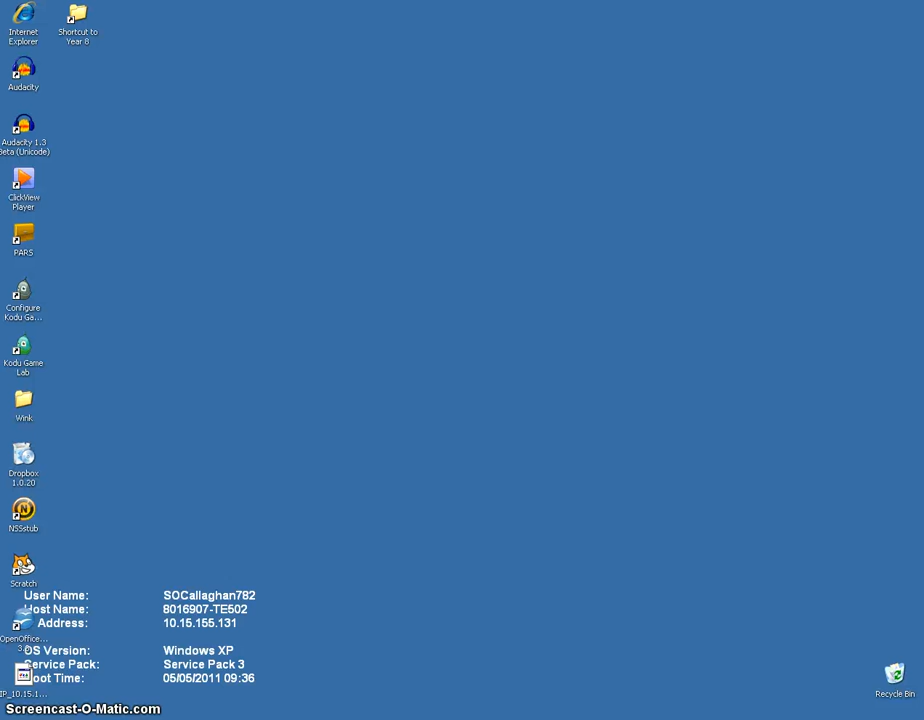 Internet
Explorer
Shortcut to
Year 8
Audacity
Audacity 1.3
Beta (Unicode)
ClickView
Player
PARS
Configure
Kodu Ga...
Kodu Game
Lab
Wink
Dropbox
1.0.20
NSSstub
Scratch
User Name: SOCallaghan782
Host Name: 8016907-TE502
Address: 10.15.155.131
OpenOffice...
OS Version: Windows XP
Service Pack: Service Pack 3
Boot Time: 05/05/2011 09:36
IP_10.15.1...
Recycle Bin
Screencast-O-Matic.com